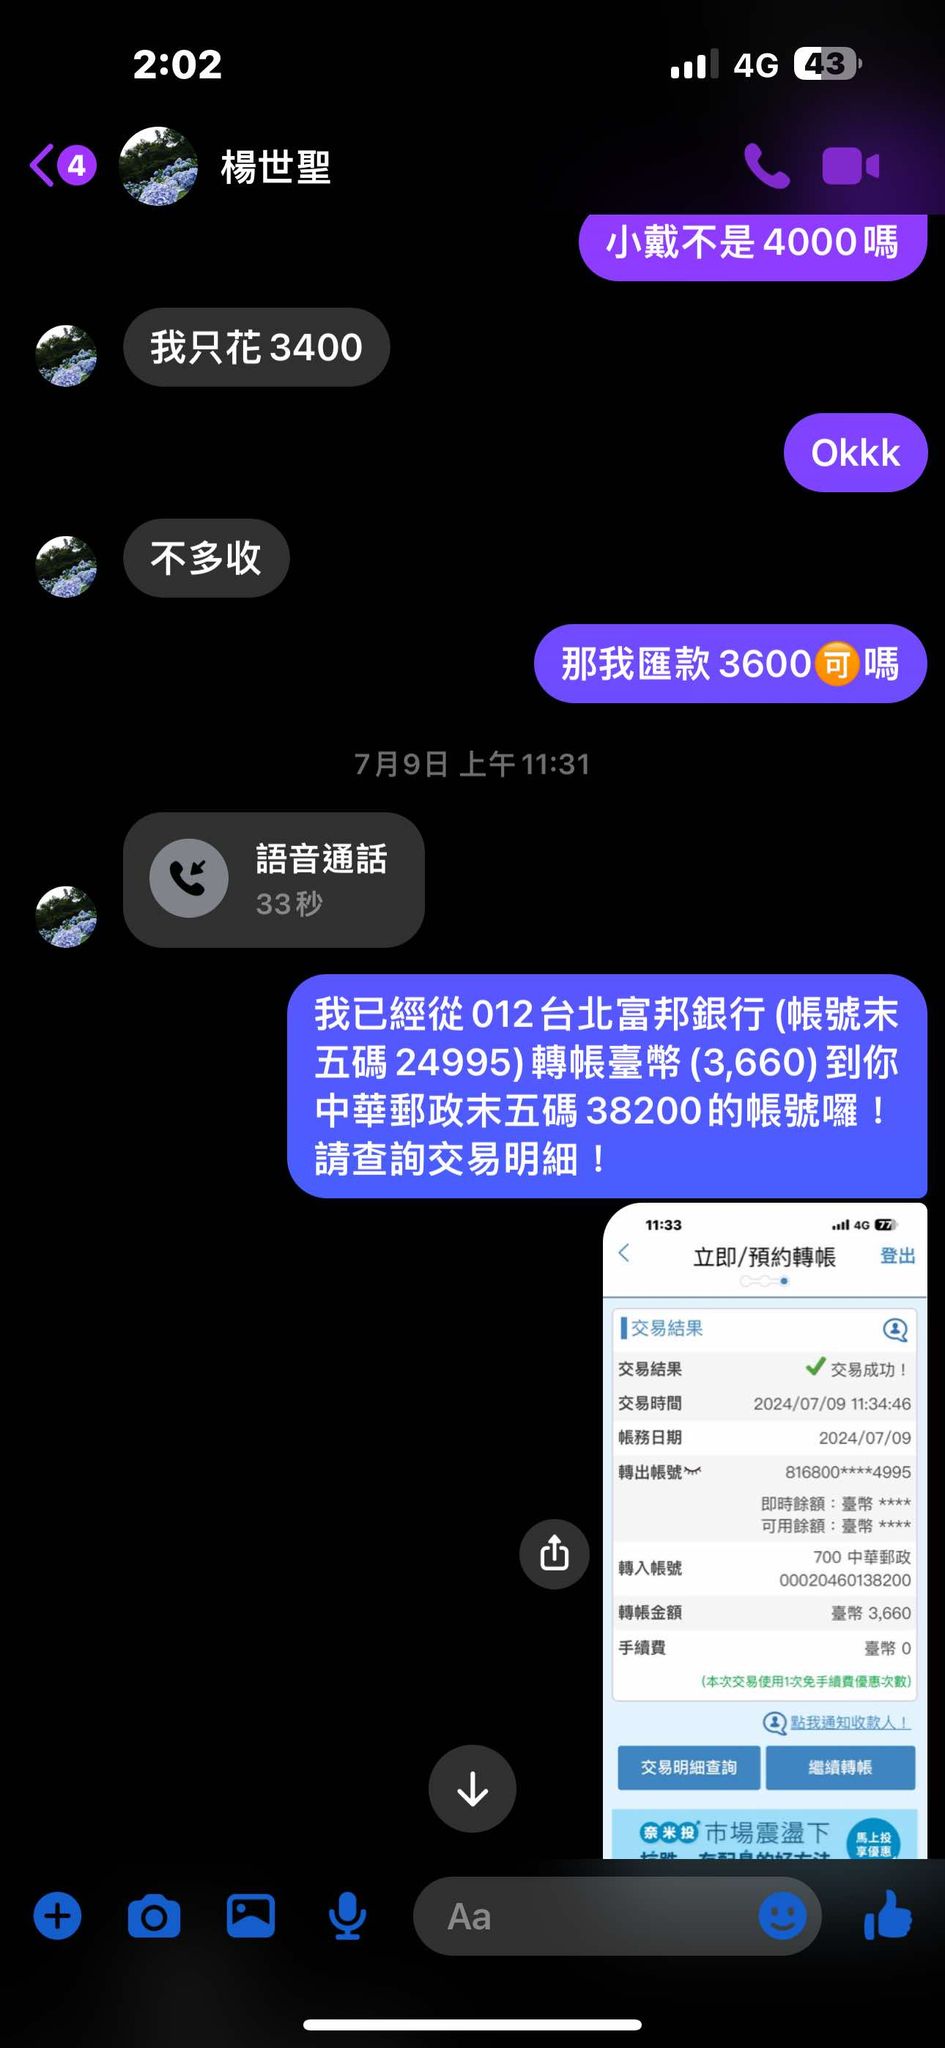 2:02
4G 43
4 楊世聖
小戴不是4000嗎
我只花3400
Okkk
不多收
那我匯款3600🉑嗎
7月9日 上午11:31
語音通話
33秒
我已經從012台北富邦銀行(帳號末
五碼24995)轉帳臺幣(3,660)到你
中華郵政末五碼38200的帳號囉！
請查詢交易明細！
11:33 4G 77
立即/預約轉帳 登出
交易結果
交易結果 交易成功！
交易時間 2024/07/09 11:34:46
帳務日期 2024/07/09
轉出帳號 816800****4995
即時餘額：臺幣 ****
可用餘額：臺幣 ****
轉入帳號 700 中華郵政
00020460138200
轉帳金額 臺幣 3,660
手續費 臺幣 0
(本次交易使用1次免手續費優惠次數)
點我通知收款人！
交易明細查詢 繼續轉帳
奈米投 市場震盪下
馬上投
享優惠
Aa